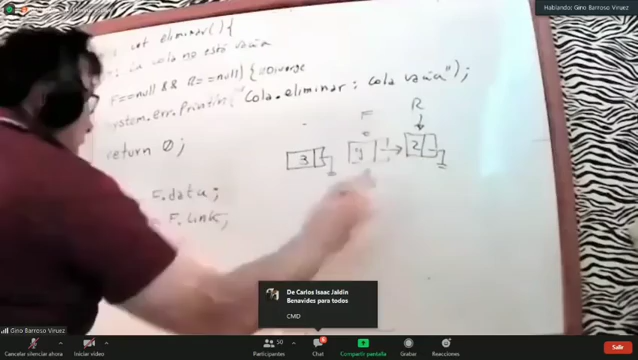 Hablando: Gino Barroso Viruez
int eliminar(){
la cola no está vacía
F==null && R==null) {
System.err.println("Cola.eliminar: Cola vacía");
return 0;
F R
3 9 2
F.data;
F.link;
De Carlos Isaac Jaldin
Benavides para todos
CMD
Gino Barroso Viruez
50
Cancelar silenciar ahora Iniciar video Participantes Chat Compartir pantalla Grabar Reacciones Salir